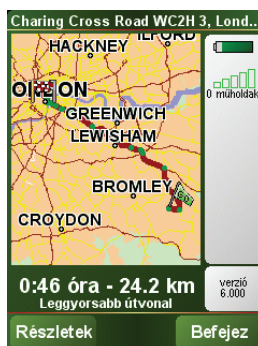 Charing Cross Road WC2H 3, Lond...
HACKNEY
ILFORD
GREENWICH
LEWISHAM
BROMLEY
CROYDON
0 műholdak
0:46 óra - 24.2 km
Leggyorsabb útvonal
verzió
6.000
Részletek
Befejez